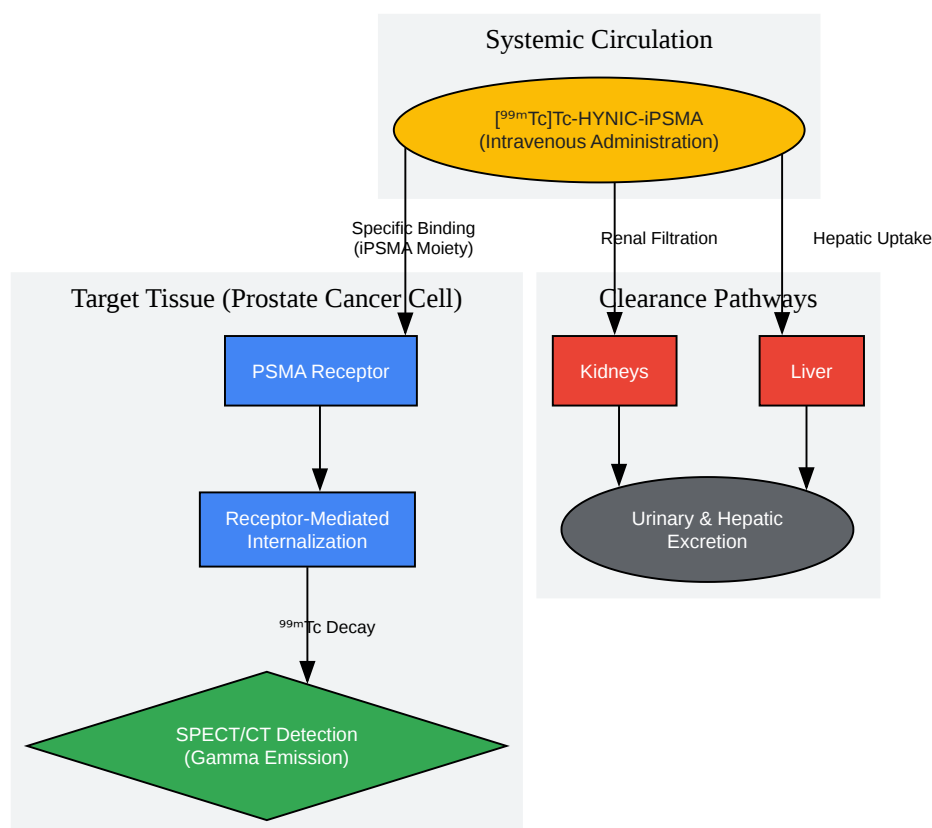 Systemic Circulation
[⁹⁹ᵐTc]Tc-HYNIC-iPSMA
(Intravenous Administration)
Specific Binding
(iPSMA Moiety)
Renal Filtration
Hepatic Uptake
Target Tissue (Prostate Cancer Cell)
Clearance Pathways
PSMA Receptor
Kidneys
Liver
Receptor-Mediated
Internalization
Urinary & Hepatic
Excretion
⁹⁹ᵐTc Decay
SPECT/CT Detection
(Gamma Emission)